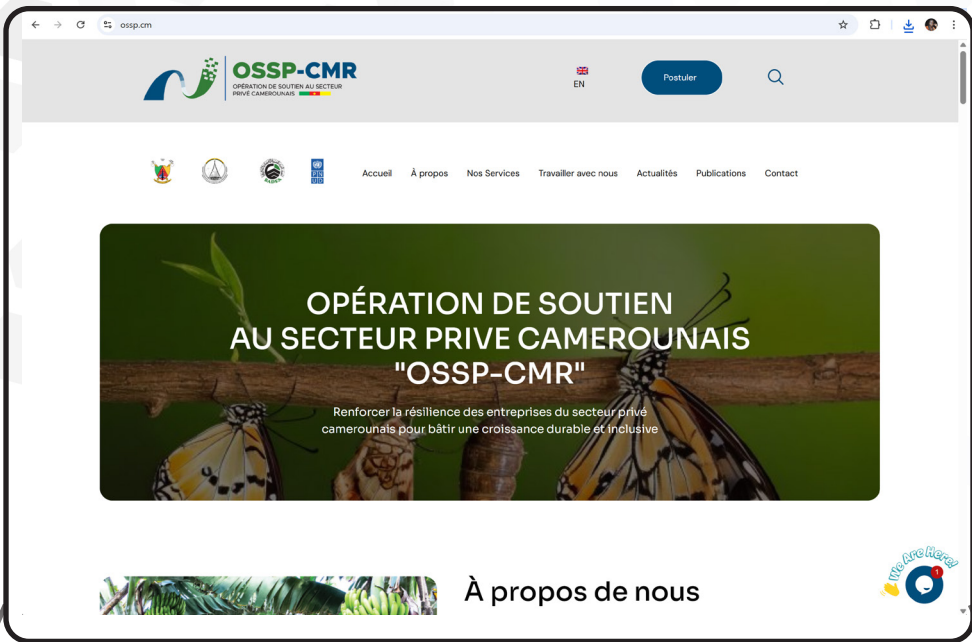 ossp.cm
OSSP-CMR
OPÉRATION DE SOUTIEN AU SECTEUR
PRIVÉ CAMEROUNAIS
EN
Postuler
PN
UD
Accueil À propos Nos Services Travailler avec nous Actualités Publications Contact
OPÉRATION DE SOUTIEN
AU SECTEUR PRIVE CAMEROUNAIS
"OSSP-CMR"
Renforcer la résilience des entreprises du secteur privé
camerounais pour bâtir une croissance durable et inclusive
We Are Here!
1
À propos de nous